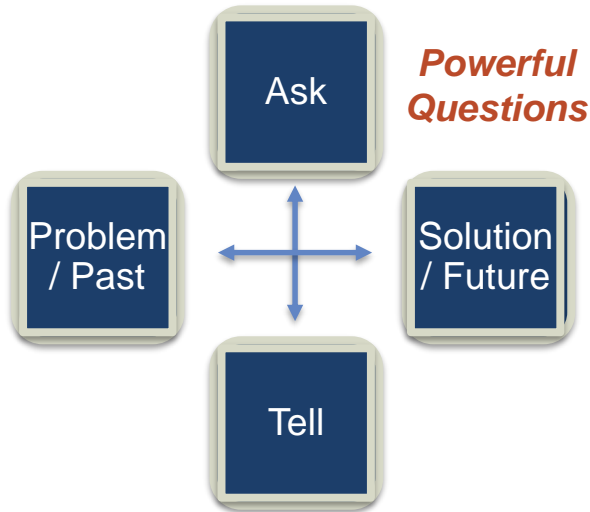 Ask
Powerful
Questions
Problem
/ Past
Solution
/ Future
Tell